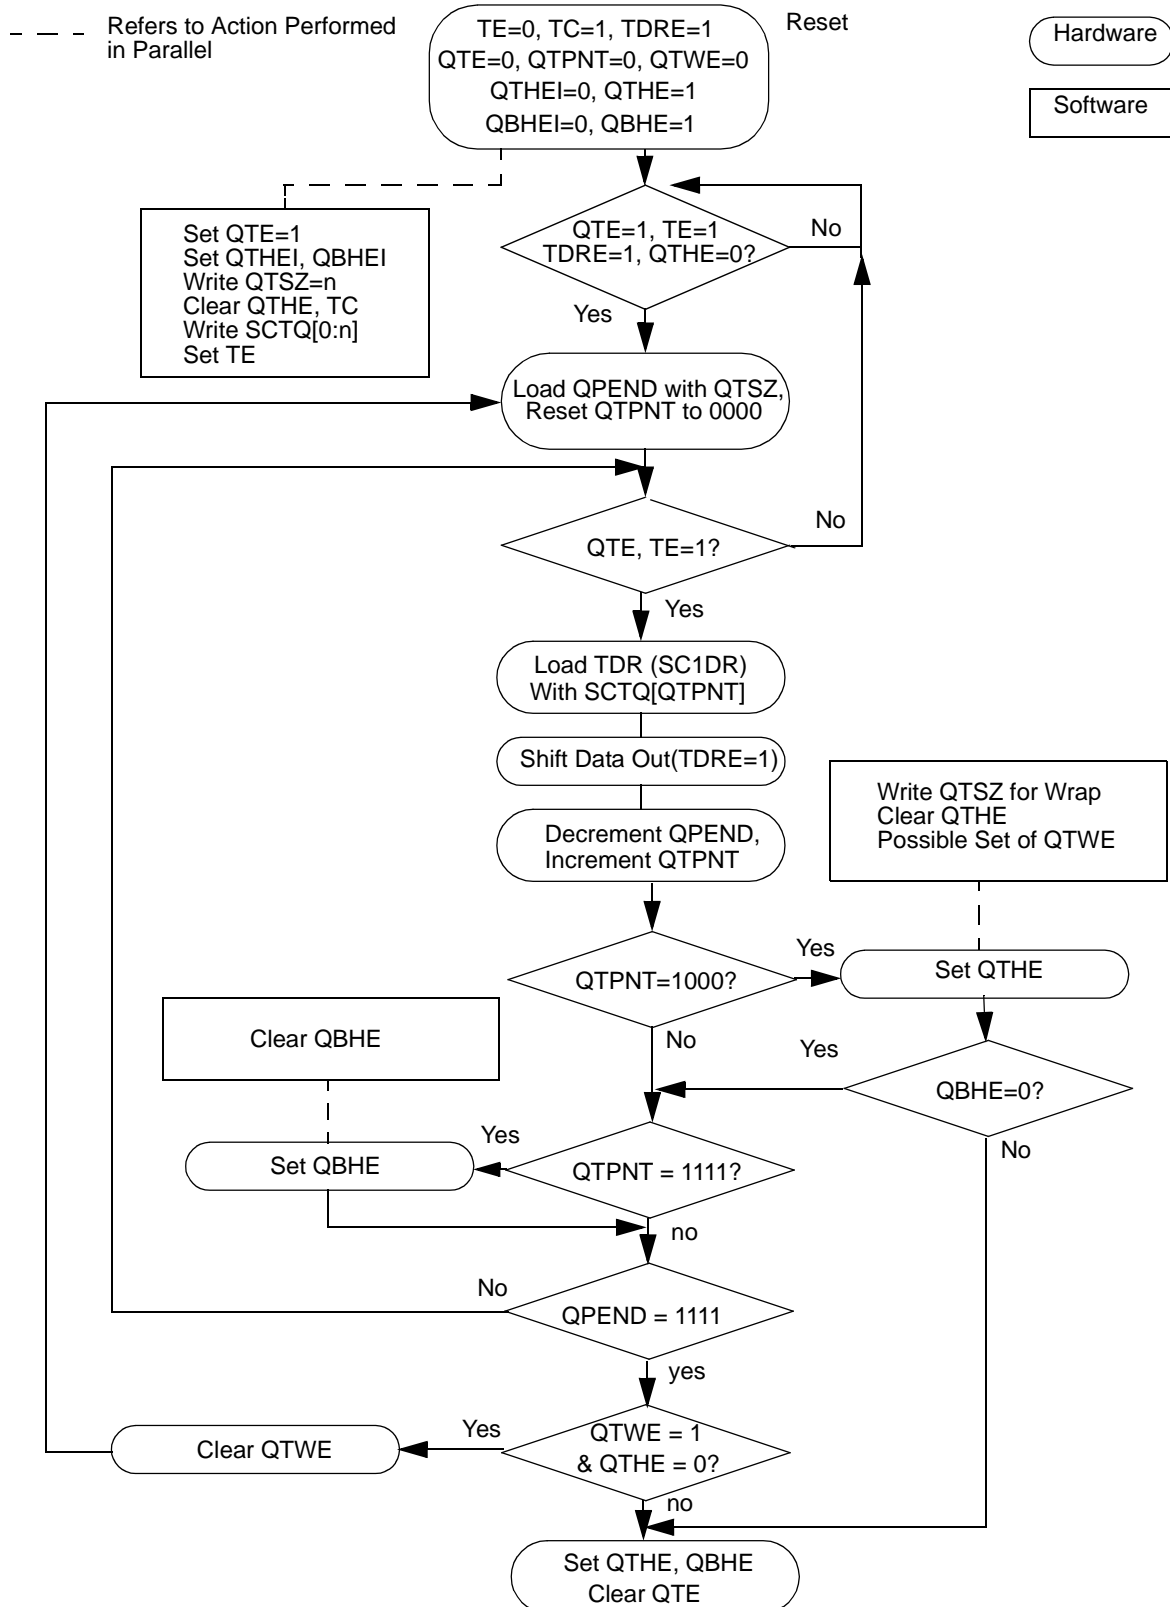 Refers to Action Performed
in Parallel
TE=0, TC=1, TDRE=1
QTE=0, QTPNT=0, QTWE=0
QTHEI=0, QTHE=1
QBHEI=0, QBHE=1
Reset
Hardware
Software
Set QTE=1
Set QTHEI, QBHEI
Write QTSZ=n
Clear QTHE, TC
Write SCTQ[0:n]
Set TE
QTE=1, TE=1
TDRE=1, QTHE=0?
No
Yes
Load QPEND with QTSZ,
Reset QTPNT to 0000
QTE, TE=1?
No
Yes
Load TDR (SC1DR)
With SCTQ[QTPNT]
Shift Data Out(TDRE=1)
Decrement QPEND,
Increment QTPNT
Write QTSZ for Wrap
Clear QTHE
Possible Set of QTWE
QTPNT=1000?
Yes
Set QTHE
No
Clear QBHE
Yes
QBHE=0?
No
Yes
Set QBHE
QTPNT = 1111?
no
No
QPEND = 1111
yes
Clear QTWE
Yes
QTWE = 1
& QTHE = 0?
no
Set QTHE, QBHE
Clear QTE